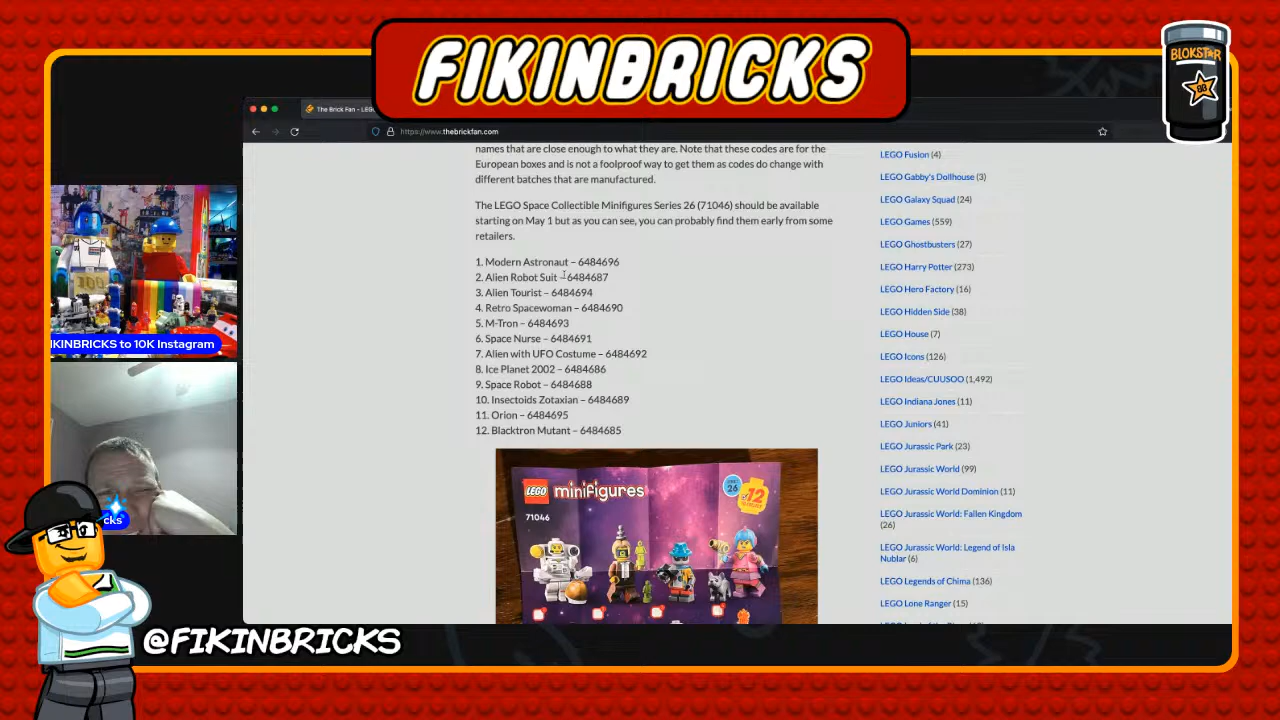 FIKINBRICKS
BLOKSTAR
The Brick Fan - LEG
https://www.thebrickfan.com
names that are close enough to what they are. Note that these codes are for the
European boxes and is not a foolproof way to get them as codes do change with
different batches that are manufactured.
The LEGO Space Collectible Minifigures Series 26 (71046) should be available
starting on May 1 but as you can see, you can probably find them early from some
retailers.
1. Modern Astronaut – 6484696
2. Alien Robot Suit – 6484687
3. Alien Tourist – 6484694
4. Retro Spacewoman – 6484690
5. M-Tron – 6484693
6. Space Nurse – 6484691
7. Alien with UFO Costume – 6484692
8. Ice Planet 2002 – 6484686
9. Space Robot – 6484688
10. Insectoids Zotaxian – 6484689
11. Orion – 6484695
12. Blacktron Mutant – 6484685
LEGO minifigures
71046
26
12
LEGO Fusion (4)
LEGO Gabby's Dollhouse (3)
LEGO Galaxy Squad (24)
LEGO Games (559)
LEGO Ghostbusters (27)
LEGO Harry Potter (273)
LEGO Hero Factory (16)
LEGO Hidden Side (38)
LEGO House (7)
LEGO Icons (126)
LEGO Ideas/CUUSOO (1,492)
LEGO Indiana Jones (11)
LEGO Juniors (41)
LEGO Jurassic Park (23)
LEGO Jurassic World (99)
LEGO Jurassic World Dominion (11)
LEGO Jurassic World: Fallen Kingdom
(26)
LEGO Jurassic World: Legend of Isla
Nublar (6)
LEGO Legends of Chima (136)
LEGO Lone Ranger (15)
IKINBRICKS to 10K Instagram
cks
@FIKINBRICKS